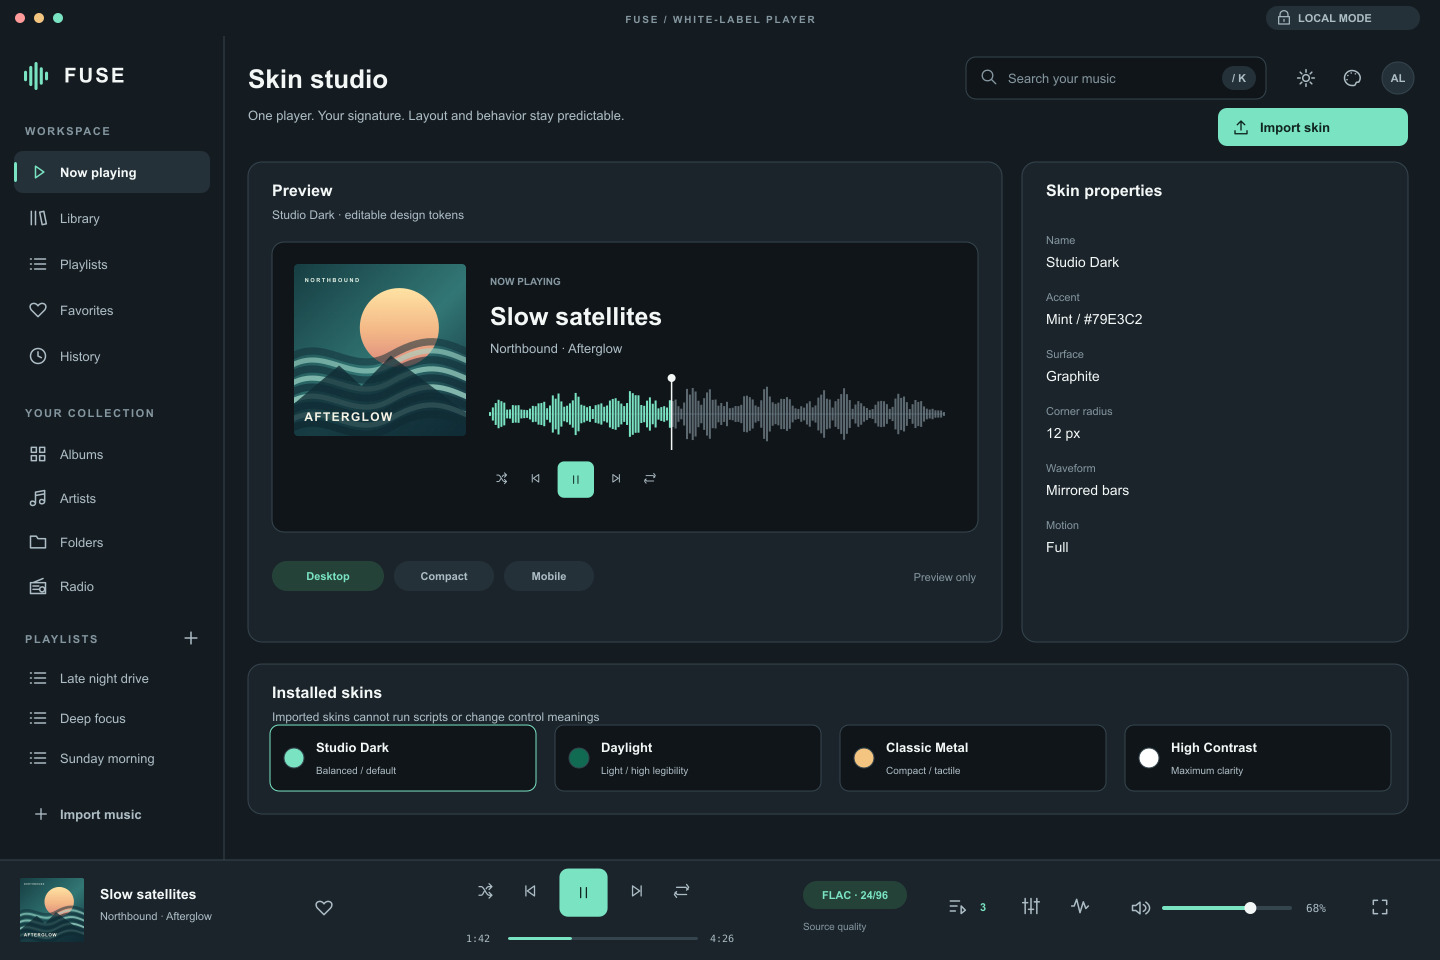 FUSE / WHITE-LABEL PLAYER
LOCAL MODE
FUSE
WORKSPACE
Now playing
Library
Playlists
Favorites
History
YOUR COLLECTION
Albums
Artists
Folders
Radio
PLAYLISTS
Late night drive
Deep focus
Sunday morning
Import music
Skin studio
One player. Your signature. Layout and behavior stay predictable.
Search your music
/ K
AL
Import skin
Preview
Studio Dark · editable design tokens
NORTHBOUND
AFTERGLOW
NOW PLAYING
Slow satellites
Northbound · Afterglow
Desktop
Compact
Mobile
Preview only
Skin properties
Name
Studio Dark
Accent
Mint / #79E3C2
Surface
Graphite
Corner radius
12 px
Waveform
Mirrored bars
Motion
Full
Installed skins
Imported skins cannot run scripts or change control meanings
Studio Dark
Balanced / default
Daylight
Light / high legibility
Classic Metal
Compact / tactile
High Contrast
Maximum clarity
NORTHBOUND
AFTERGLOW
Slow satellites
Northbound · Afterglow
1:42
4:26
FLAC · 24/96
Source quality
3
68%